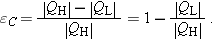 ε_C = (|Q_H| − |Q_L|) / |Q_H| = 1 − |Q_L| / |Q_H| .